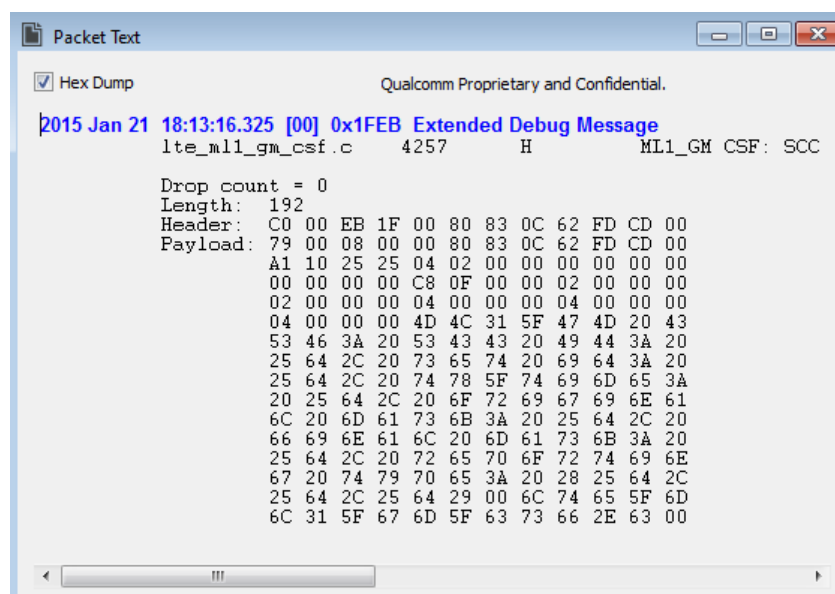 Packet Text
Hex Dump Qualcomm Proprietary and Confidential.
2015 Jan 21 18:13:16.325 [00] 0x1FEB Extended Debug Message
lte_ml1_gm_csf.c 4257 H ML1_GM CSF: SCC
Drop count = 0
Length: 192
Header: C0 00 EB 1F 00 80 83 0C 62 FD CD 00
Payload: 79 00 08 00 00 80 83 0C 62 FD CD 00
A1 10 25 25 04 02 00 00 00 00 00 00
00 00 00 00 C8 0F 00 00 02 00 00 00
02 00 00 00 04 00 00 00 04 00 00 00
04 00 00 00 4D 4C 31 5F 47 4D 20 43
53 46 3A 20 53 43 43 20 49 44 3A 20
25 64 2C 20 73 65 74 20 69 64 3A 20
25 64 2C 20 74 78 5F 74 69 6D 65 3A
20 25 64 2C 20 6F 72 69 67 69 6E 61
6C 20 6D 61 73 6B 3A 20 25 64 2C 20
66 69 6E 61 6C 20 6D 61 73 6B 3A 20
25 64 2C 20 72 65 70 6F 72 74 69 6E
67 20 74 79 70 65 3A 20 28 25 64 2C
25 64 2C 25 64 29 00 6C 74 65 5F 6D
6C 31 5F 67 6D 5F 63 73 66 2E 63 00